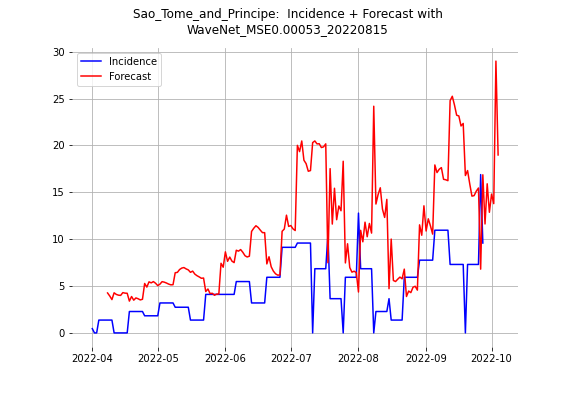 Sao_Tome_and_Principe:  Incidence + Forecast with
WaveNet_MSE0.00053_20220815
Incidence
Forecast
30
25
20
15
10
5
0
2022-04 2022-05 2022-06 2022-07 2022-08 2022-09 2022-10